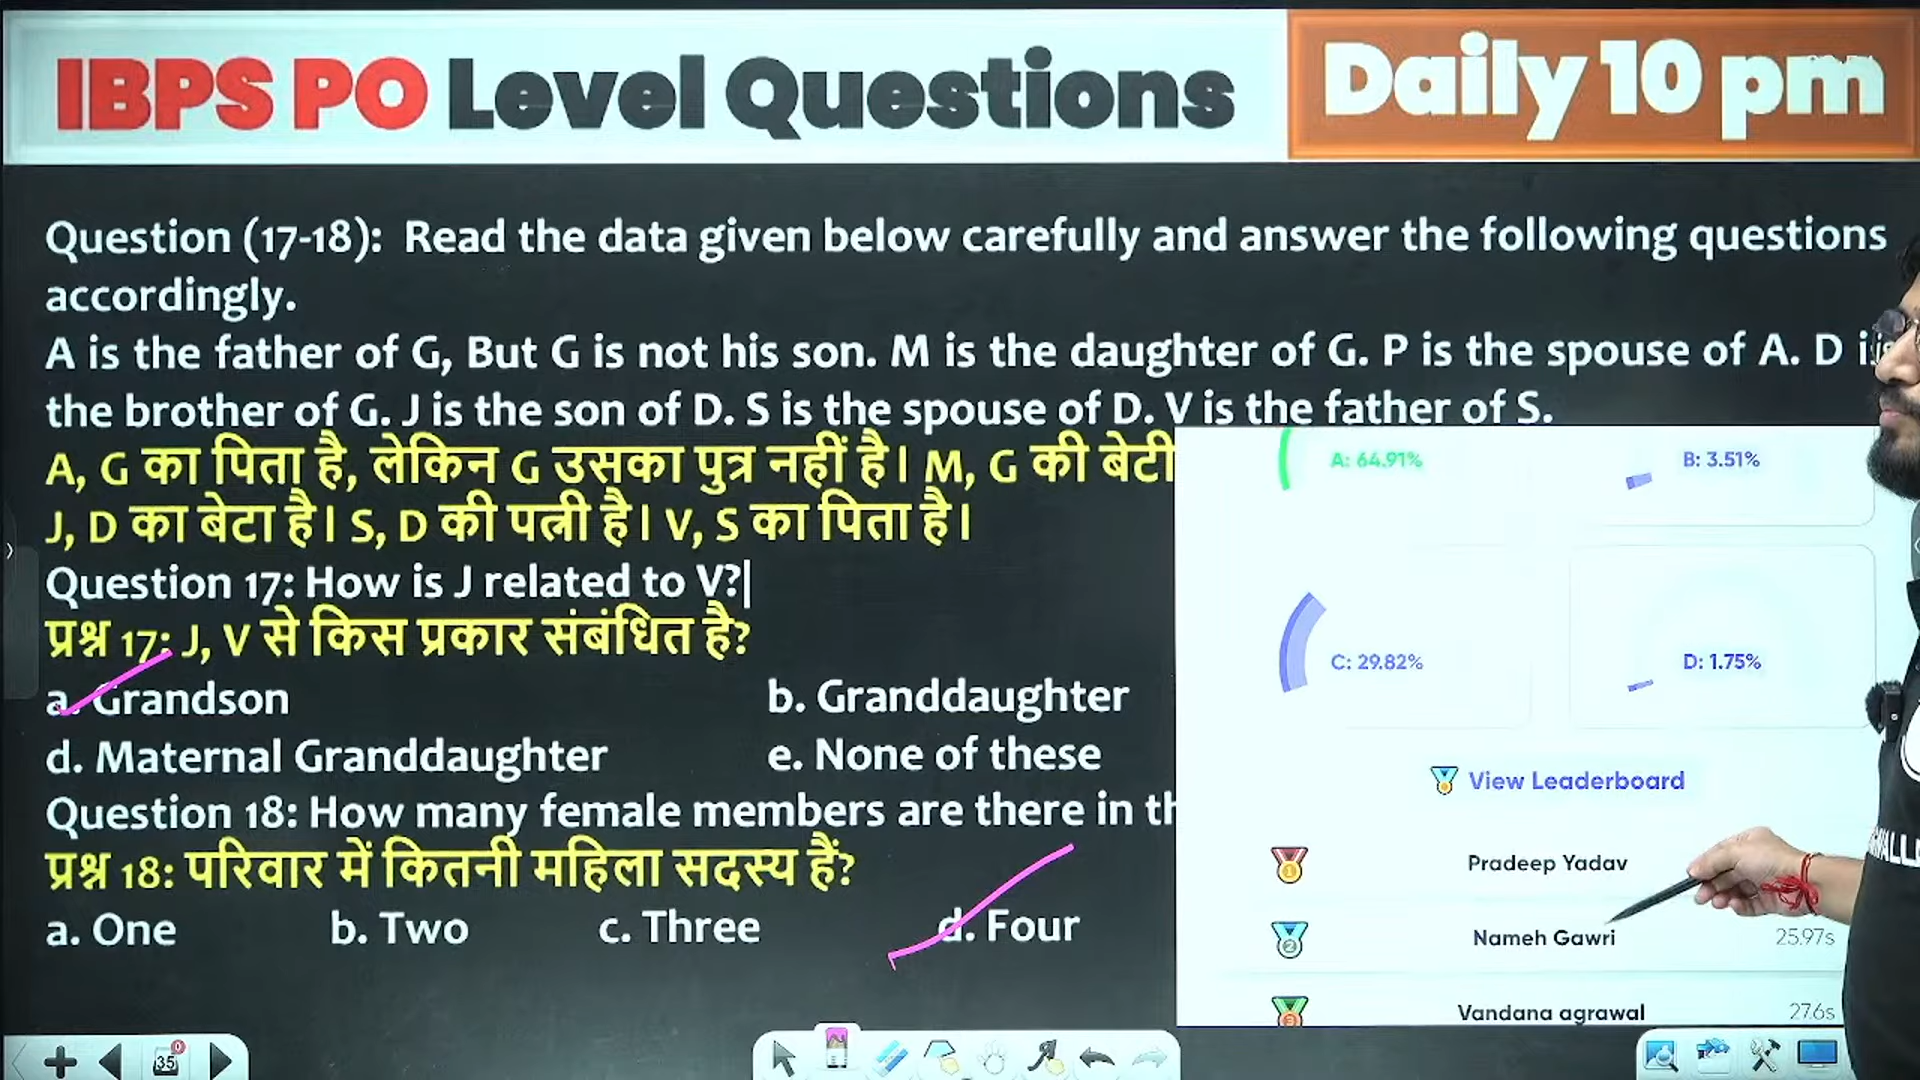 IBPS PO Level Questions
Daily 10 pm
Question (17-18): Read the data given below carefully and answer the following questions
accordingly.
A is the father of G, But G is not his son. M is the daughter of G. P is the spouse of A. D is
the brother of G. J is the son of D. S is the spouse of D. V is the father of S.
A, G का पिता है, लेकिन G उसका पुत्र नहीं है। M, G की बेटी
J, D का बेटा है। S, D की पत्नी है। V, S का पिता है।
Question 17: How is J related to V?
प्रश्न 17: J, V से किस प्रकार संबंधित है?
a. Grandson
b. Granddaughter
d. Maternal Granddaughter
e. None of these
Question 18: How many female members are there in th
प्रश्न 18: परिवार में कितनी महिला सदस्य हैं?
a. One
b. Two
c. Three
d. Four
A: 64.91%
B: 3.51%
C: 29.82%
D: 1.75%
View Leaderboard
1
Pradeep Yadav
2
Nameh Gawri
25.97s
3
Vandana agrawal
27.6s
35
0